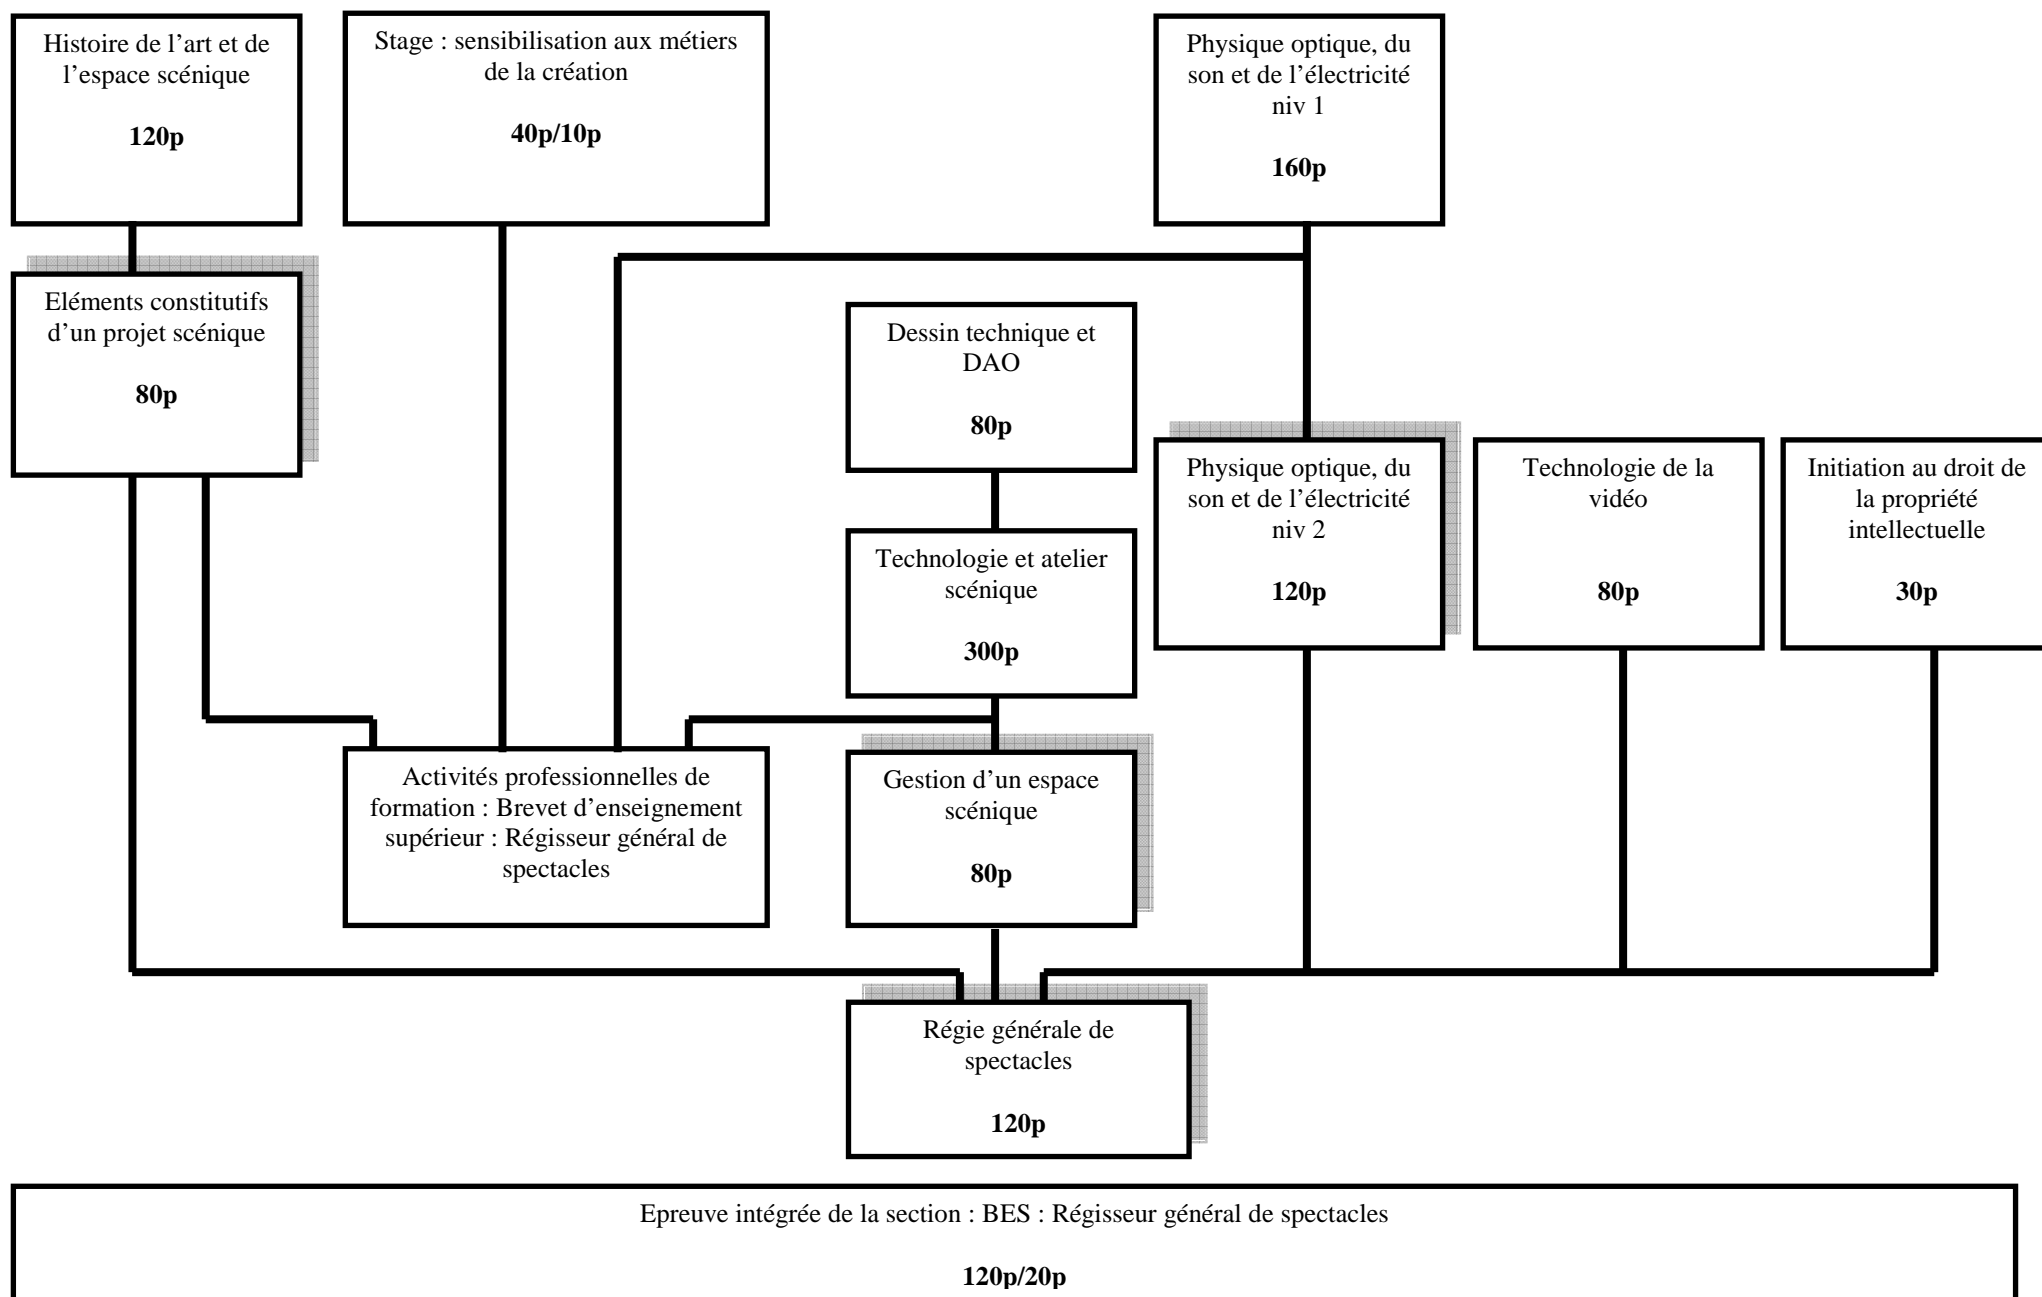 Histoire de l’art et de
l’espace scénique
120p
Stage : sensibilisation aux métiers
de la création
40p/10p
Physique optique, du
son et de l’électricité
niv 1
160p
Eléments constitutifs
d’un projet scénique
80p
Dessin technique et
DAO
80p
Physique optique, du
son et de l’électricité
niv 2
120p
Technologie de la
vidéo
80p
Initiation au droit de
la propriété
intellectuelle
30p
Technologie et atelier
scénique
300p
Activités professionnelles de
formation : Brevet d’enseignement
supérieur : Régisseur général de
spectacles
Gestion d’un espace
scénique
80p
Régie générale de
spectacles
120p
Epreuve intégrée de la section : BES : Régisseur général de spectacles
120p/20p